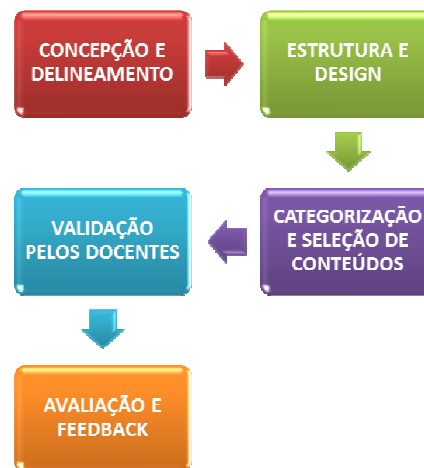 CONCEPÇÃO E
DELINEAMENTO
ESTRUTURA E
DESIGN
CATEGORIZAÇÃO
E SELEÇÃO DE
CONTEÚDOS
VALIDAÇÃO
PELOS DOCENTES
AVALIAÇÃO E
FEEDBACK